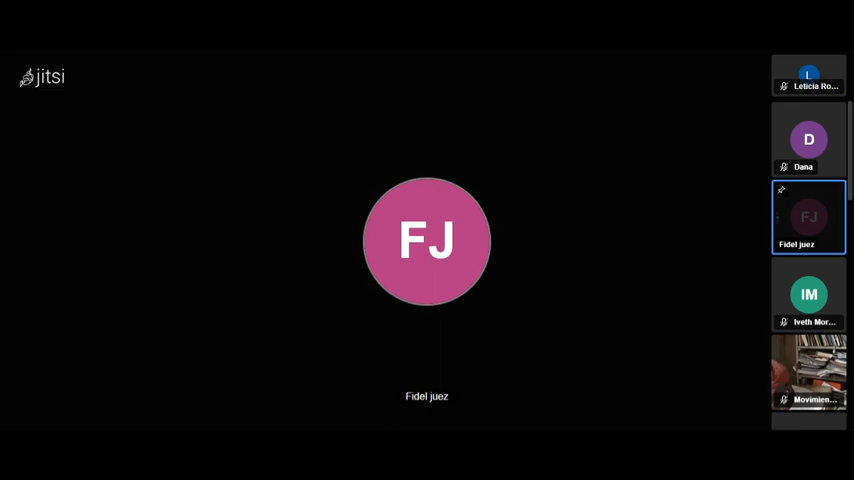 jitsi
FJ
Fidel juez
L
Leticia Ro...
D
Dana
FJ
Fidel juez
IM
Iveth Mor...
Movimien...